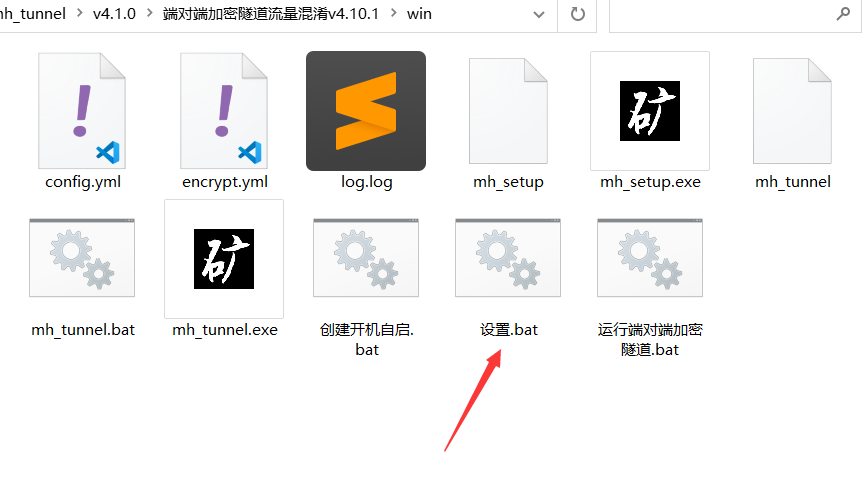 mh_tunnel
v4.1.0
端对端加密隧道流量混淆v4.10.1
win
config.yml
encrypt.yml
log.log
mh_setup
mh_setup.exe
mh_tunnel
矿
mh_tunnel.bat
mh_tunnel.exe
创建开机自启.
bat
设置.bat
运行端对端加密
隧道.bat
矿